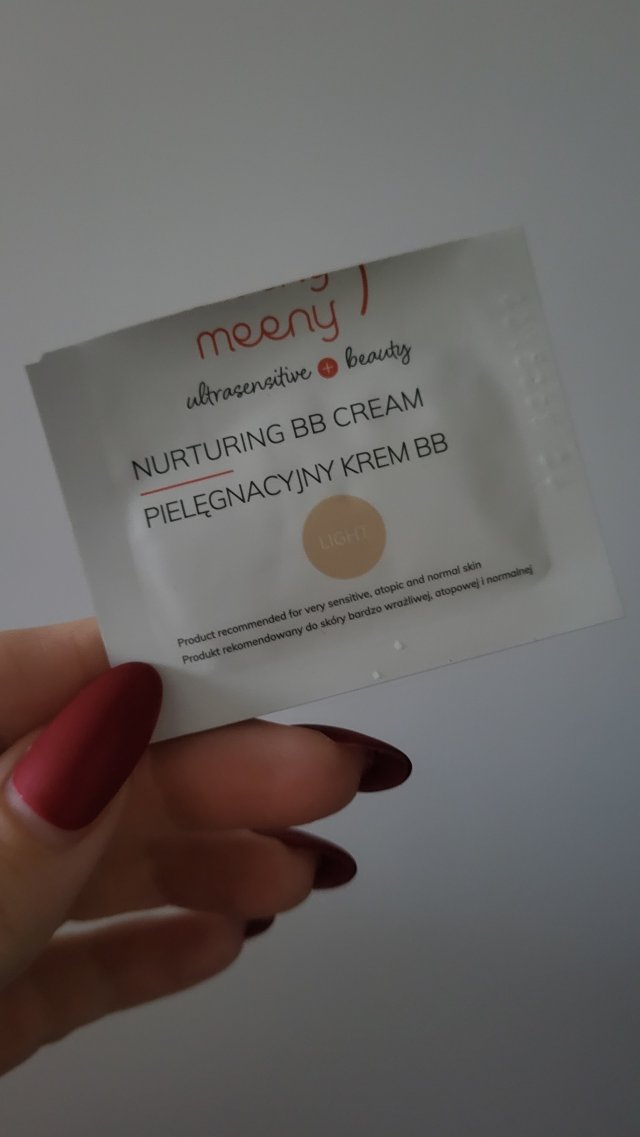 meeny
ultrasensitive + beauty
NURTURING BB CREAM
PIELĘGNACYJNY KREM BB
LIGHT
Product recommended for very sensitive, atopic and normal skin
Produkt rekomendowany do skóry bardzo wrażliwej, atopowej i normalnej